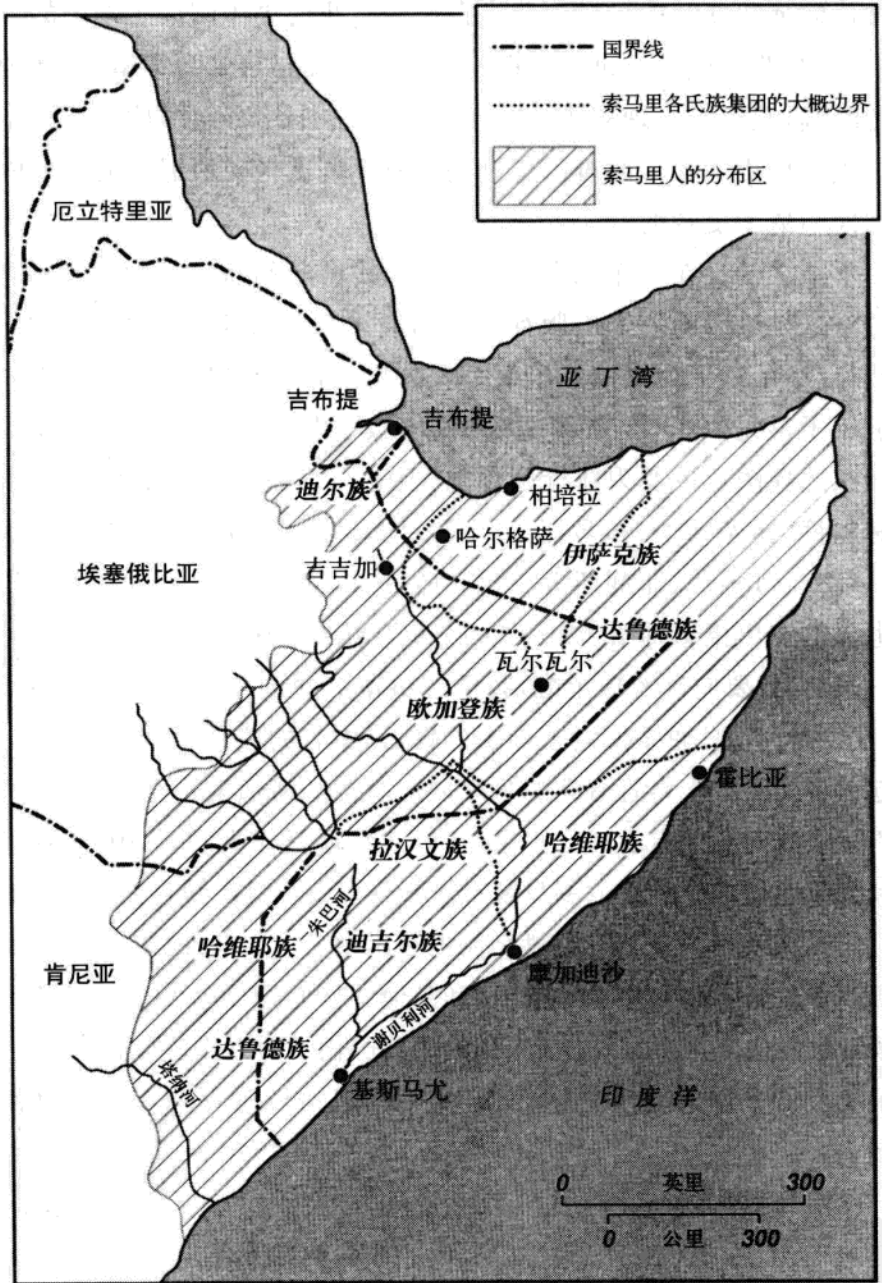 国界线
索马里各氏族集团的大概边界
索马里人的分布区
厄立特里亚
亚丁湾
吉布提
吉布提
迪尔族
柏培拉
哈尔格萨
伊萨克族
吉吉加
埃塞俄比亚
达鲁德族
瓦尔瓦尔
欧加登族
霍比亚
拉汉文族
哈维耶族
朱巴河
哈维耶族
迪吉尔族
摩加迪沙
肯尼亚
谢贝利河
达鲁德族
塔纳河
基斯马尤
印度洋
0 英里 300
0 公里 300